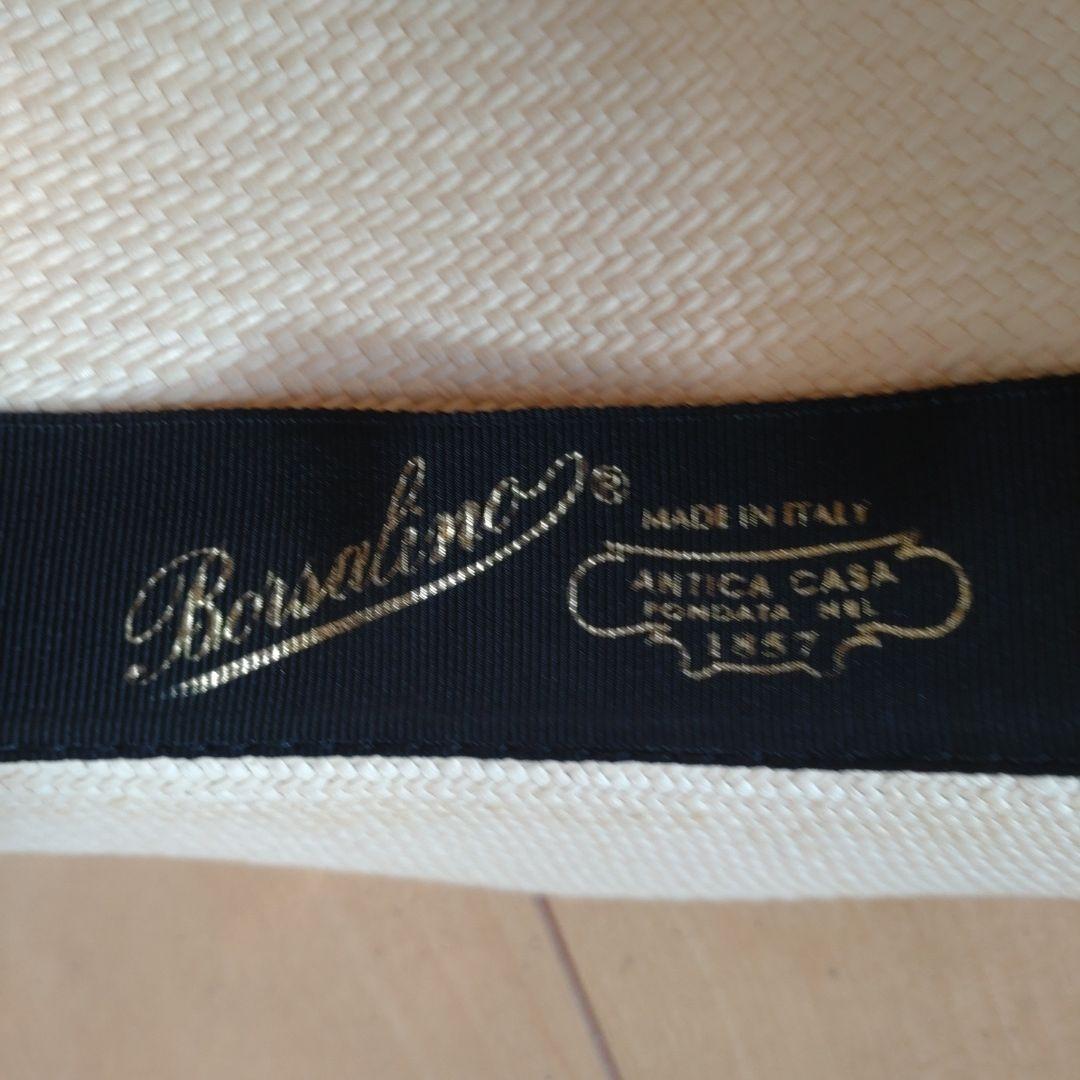 Borsalino®
MADE IN ITALY
ANTICA CASA
FONDATA NEL
1857